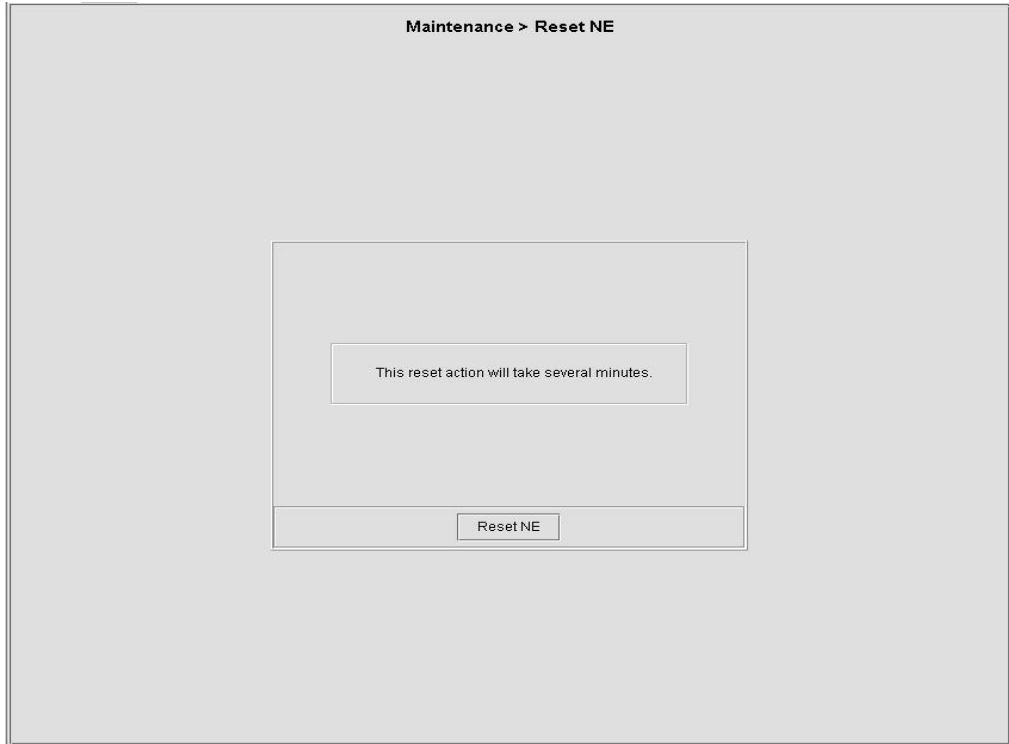 Maintenance > Reset NE
This reset action will take several minutes.
Reset NE